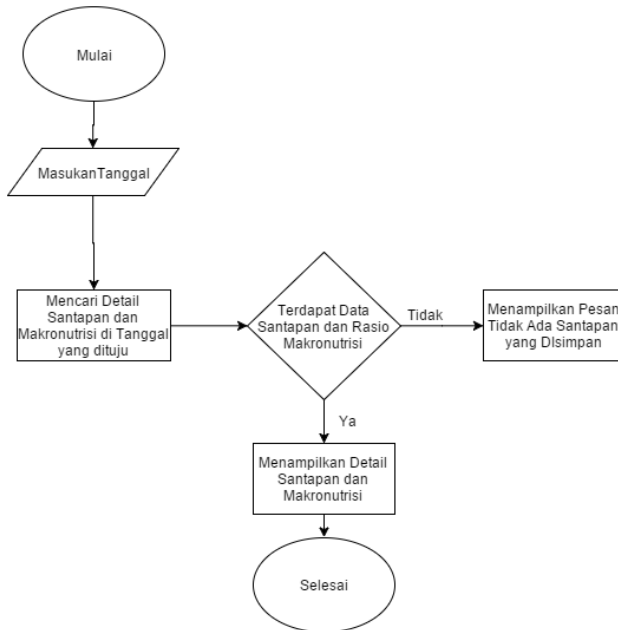 Mulai
MasukanTanggal
Mencari Detail
Santapan dan
Makronutrisi di Tanggal
yang dituju
Terdapat Data
Santapan dan Rasio
Makronutrisi
Tidak
Menampilkan Pesan
Tidak Ada Santapan
yang DIsimpan
Ya
Menampilkan Detail
Santapan dan
Makronutrisi
Selesai